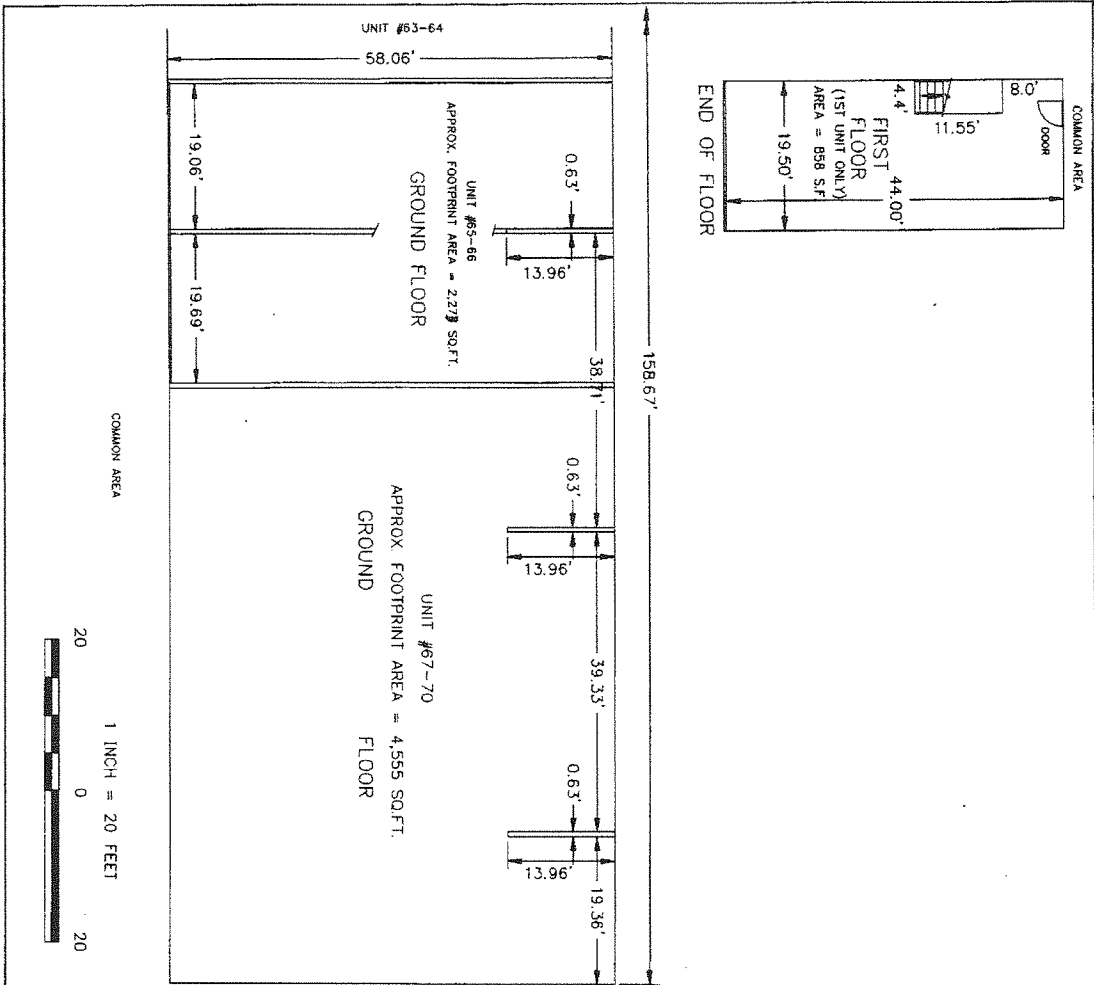 UNIT #63-64
58.06'
19.06'
19.69'
UNIT #65-66
APPROX. FOOTPRINT AREA = SQ.FT.
GROUND FLOOR
0.63'
13.96'
38.71'
158.67'
COMMON AREA
DOOR
8.0'
11.55'
4.4'
FIRST
FLOOR
(1ST UNIT ONLY)
AREA = 858 S.F.
44.00'
19.50'
END OF FLOOR
UNIT #67-70
APPROX. FOOTPRINT AREA = 4,555 SQ.FT.
GROUND FLOOR
0.63'
13.96'
39.33'
0.63'
13.96'
19.36'
COMMON AREA
20 0 20
1 INCH = 20 FEET